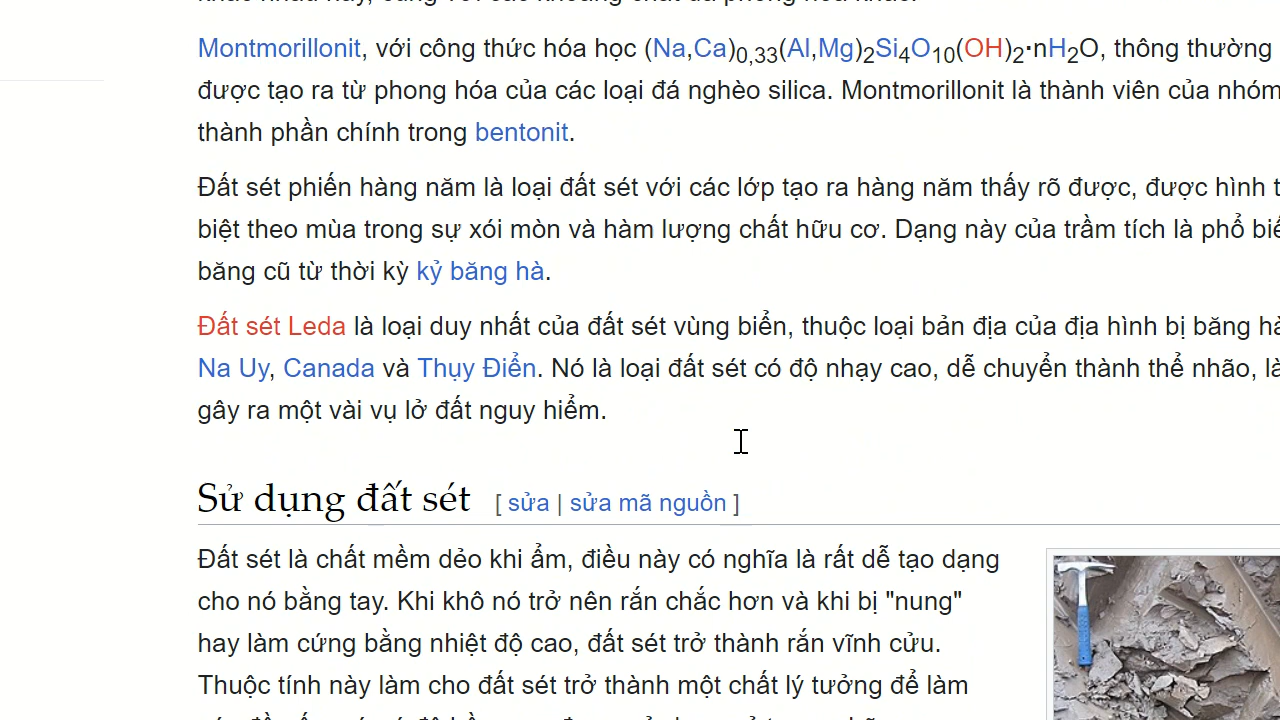 Montmorillonit, với công thức hóa học (Na,Ca)0,33(Al,Mg)2Si4O10(OH)2·nH2O, thông thường
được tạo ra từ phong hóa của các loại đá nghèo silica. Montmorillonit là thành viên của nhóm
thành phần chính trong bentonit.
Đất sét phiến hàng năm là loại đất sét với các lớp tạo ra hàng năm thấy rõ được, được hình
biệt theo mùa trong sự xói mòn và hàm lượng chất hữu cơ. Dạng này của trầm tích là phổ
băng cũ từ thời kỳ kỷ băng hà.
Đất sét Leda là loại duy nhất của đất sét vùng biển, thuộc loại bản địa của địa hình bị băng
Na Uy, Canada và Thụy Điển. Nó là loại đất sét có độ nhạy cao, dễ chuyển thành thể nhão,
gây ra một vài vụ lở đất nguy hiểm.
Sử dụng đất sét [ sửa | sửa mã nguồn ]
Đất sét là chất mềm dẻo khi ẩm, điều này có nghĩa là rất dễ tạo dạng
cho nó bằng tay. Khi khô nó trở nên rắn chắc hơn và khi bị "nung"
hay làm cứng bằng nhiệt độ cao, đất sét trở thành rắn vĩnh cửu.
Thuộc tính này làm cho đất sét trở thành một chất lý tưởng để làm